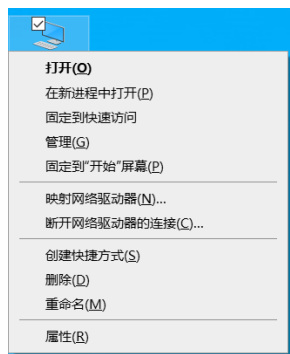 打开(O)
在新进程中打开(P)
固定到快速访问
管理(G)
固定到"开始"屏幕(P)
映射网络驱动器(N)...
断开网络驱动器的连接(C)...
创建快捷方式(S)
删除(D)
重命名(M)
属性(R)